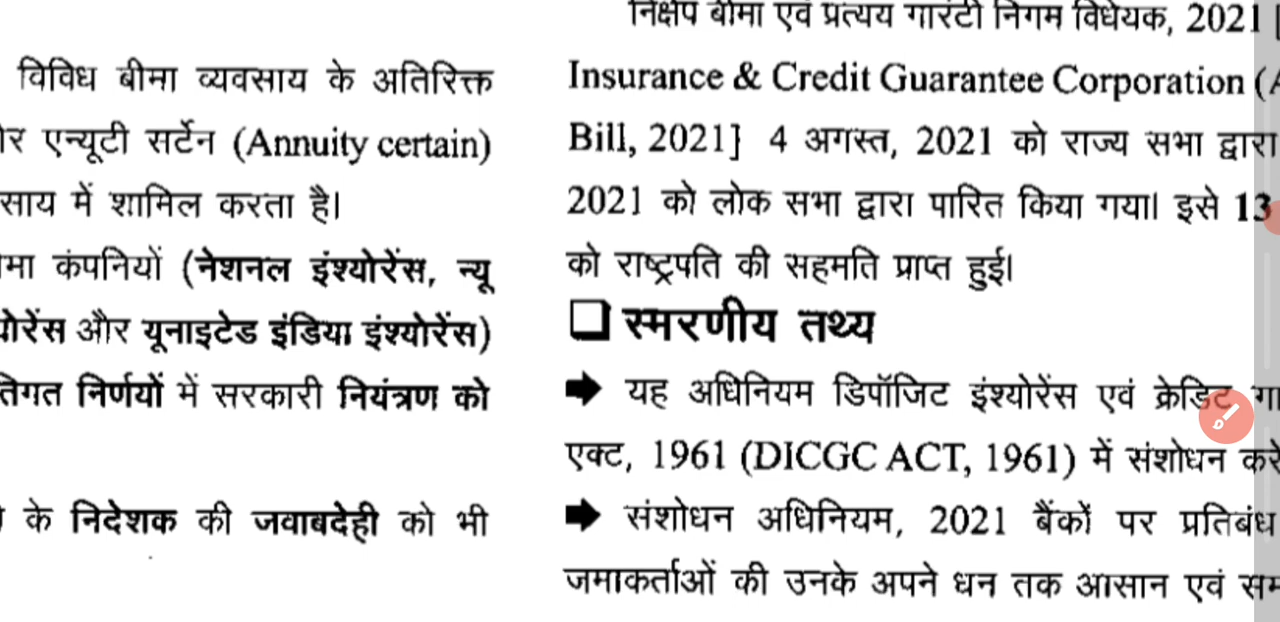 विविध बीमा व्यवसाय के अतिरिक्त
एन्यूटी सर्टेन (Annuity certain)
में शामिल करता है।
कंपनियों (नेशनल इंश्योरेंस, न्यू
और यूनाइटेड इंडिया इंश्योरेंस)
निर्णयों में सरकारी नियंत्रण को
के निदेशक की जवाबदेही को भी
निक्षेप बीमा एवं प्रत्यय गारंटी निगम विधेयक, 2021 [
Insurance & Credit Guarantee Corporation (
Bill, 2021] 4 अगस्त, 2021 को राज्य सभा द्वारा
2021 को लोक सभा द्वारा पारित किया गया। इसे 13
को राष्ट्रपति की सहमति प्राप्त हुई।
❑ स्मरणीय तथ्य
➡ यह अधिनियम डिपॉजिट इंश्योरेंस एवं क्रेडिट
एक्ट, 1961 (DICGC ACT, 1961) में संशोधन
➡ संशोधन अधिनियम, 2021 बैंकों पर प्रतिबंध
जमाकर्ताओं की उनके अपने धन तक आसान एवं